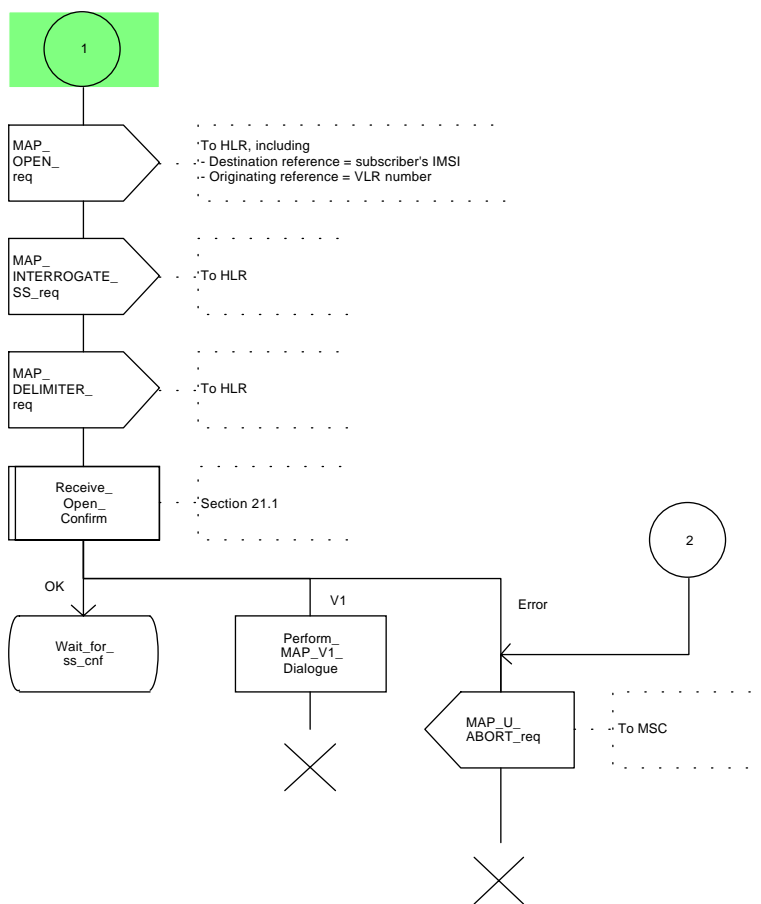 1
MAP_
OPEN_
req
To HLR, including
- Destination reference = subscriber's IMSI
- Originating reference = VLR number
MAP_
INTERROGATE_
SS_req
To HLR
MAP_
DELIMITER_
req
To HLR
Receive_
Open_
Confirm
Section 21.1
2
OK
V1
Error
Wait_for_
ss_cnf
Perform_
MAP_V1_
Dialogue
MAP_U_
ABORT_req
To MSC